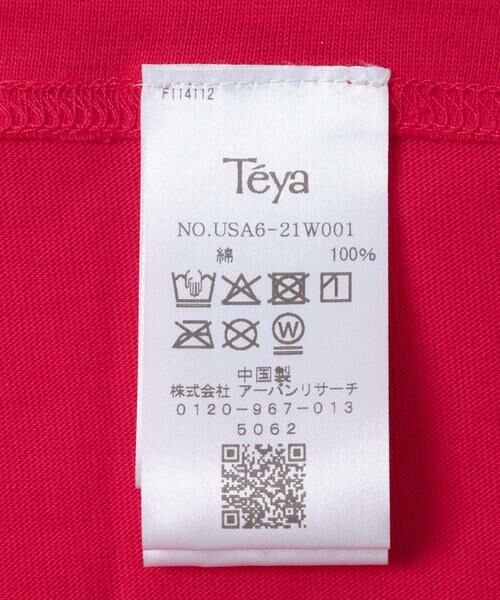 F114112
Téya
NO.USA6-21W001
綿 100%
W
中国製
株式会社 アーバンリサーチ
0120-967-013
5062